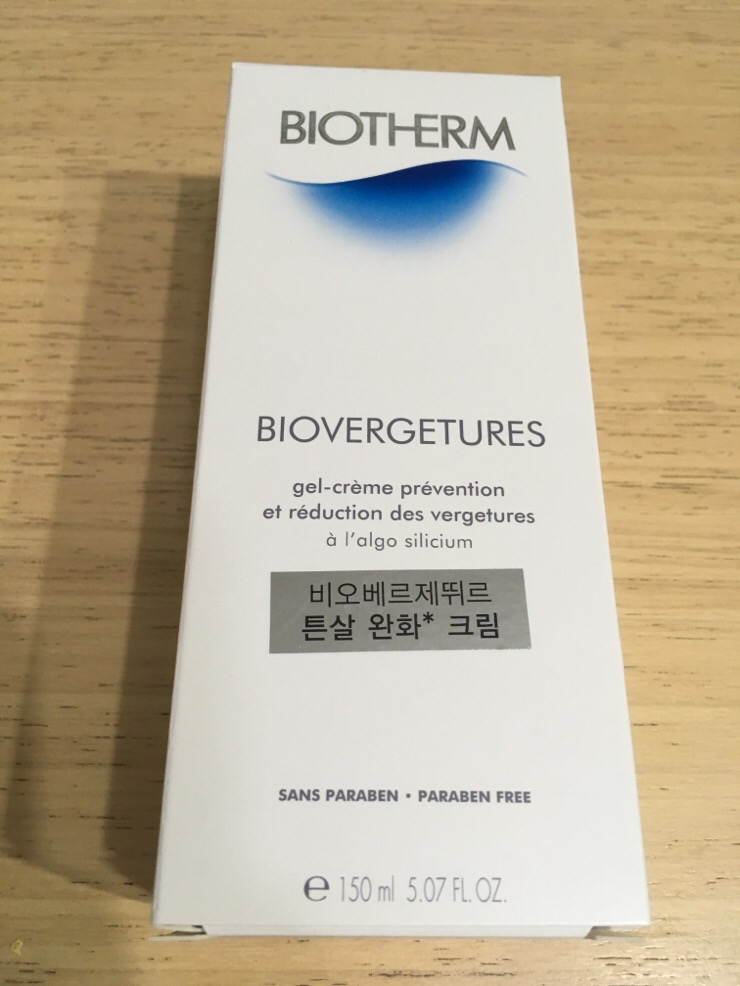 BIOTHERM
BIOVERGETURES
gel-crème prévention
et réduction des vergetures
à l'algo silicium
비오베르제뛰르
튼살 완화* 크림
SANS PARABEN • PARABEN FREE
℮ 150 ml 5.07 FL. OZ.